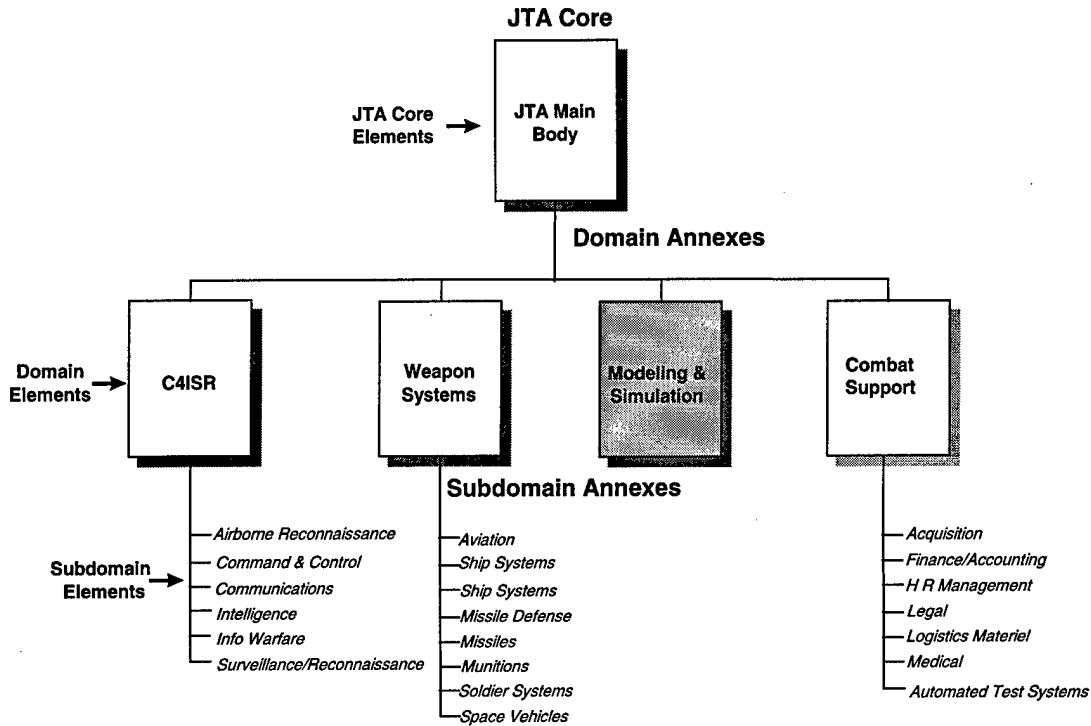 JTA Core
JTA Main
Body
JTA Core
Elements
Domain Annexes
Domain
Elements
C4ISR
Weapon
Systems
Modeling &
Simulation
Combat
Support
Subdomain Annexes
Subdomain
Elements
Airborne Reconnaissance
Command & Control
Communications
Intelligence
Info Warfare
Surveillance/Reconnaissance
Aviation
Ship Systems
Ship Systems
Missile Defense
Missiles
Munitions
Soldier Systems
Space Vehicles
Acquisition
Finance/Accounting
H R Management
Legal
Logistics Materiel
Medical
Automated Test Systems